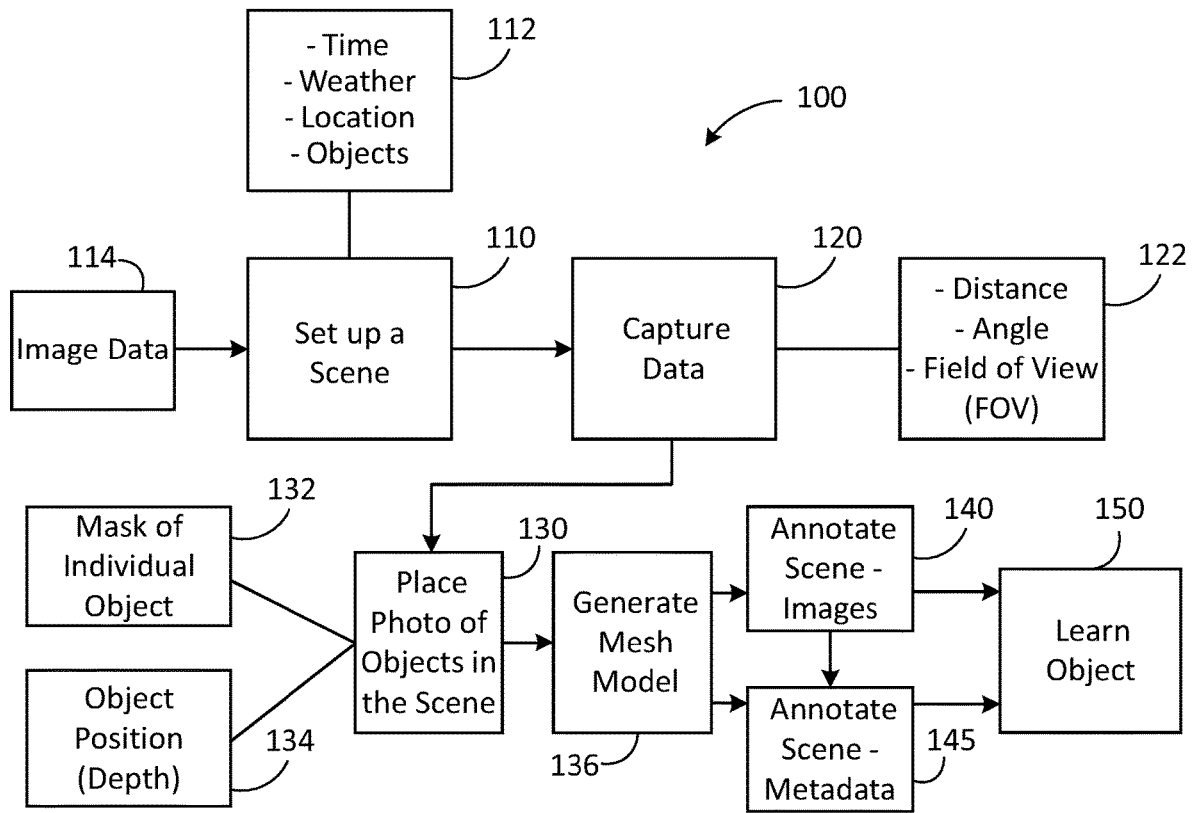 - Time
- Weather
- Location
- Objects
112
100
114
Image Data
110
Set up a
Scene
120
Capture
Data
122
- Distance
- Angle
- Field of View
(FOV)
132
Mask of
Individual
Object
134
Object
Position
(Depth)
130
Place
Photo of
Objects in
the Scene
Generate
Mesh
Model
136
140
Annotate
Scene -
Images
Annotate
Scene -
Metadata
145
150
Learn
Object